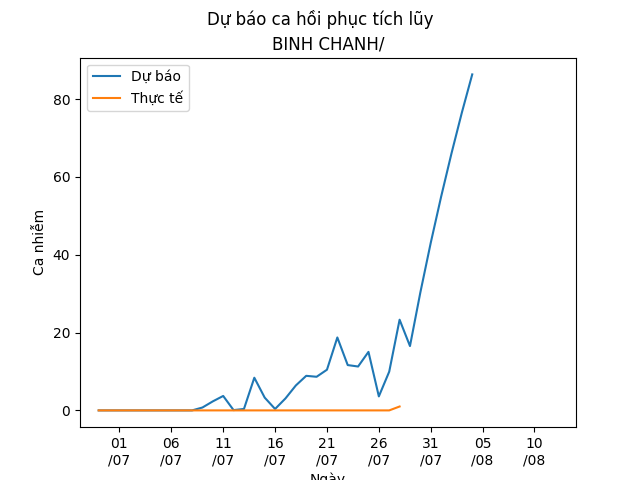 Dự báo ca hồi phục tích lũy
BINH CHANH/
Dự báo
Thực tế
Ca nhiễm
80
60
40
20
0
01 06 11 16 21 26 31 05 10
/07 /07 /07 /07 /07 /07 /07 /08 /08
Ngày